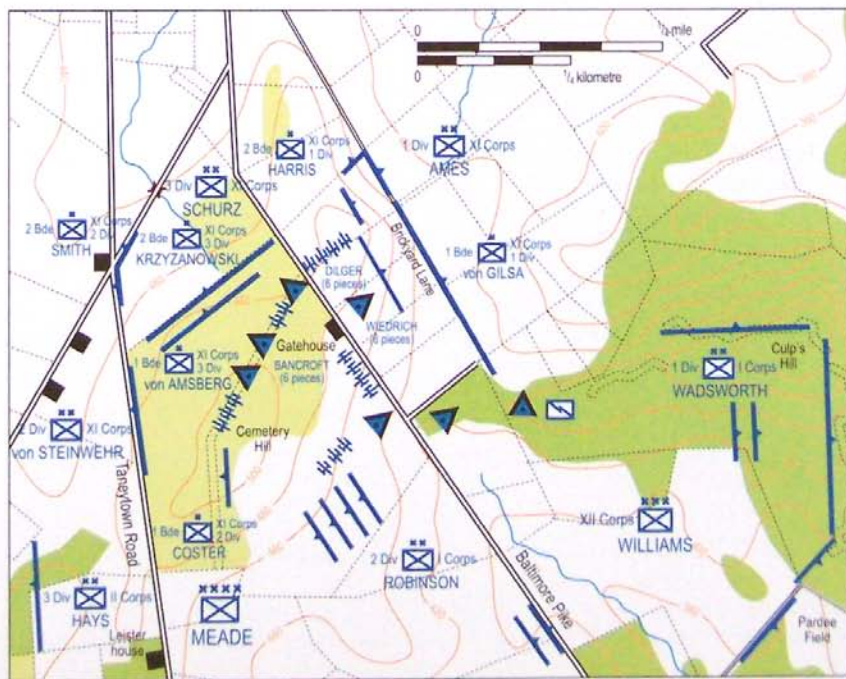 0
¼ mile
0
¼ kilometre
2 Bde XI Corps
1 Div
HARRIS
1 Div XI Corps
AMES
3 Div XI Corps
SCHURZ
2 Bde XI Corps
2 Div
SMITH
2 Bde XI Corps
3 Div
KRZYZANOWSKI
Brickyard Lane
1 Bde XI Corps
1 Div
von GILSA
DILGER
(6 pieces)
WIEDRICH
(6 pieces)
Gatehouse
BANCROFT
(6 pieces)
1 Bde XI Corps
3 Div
von AMSBERG
Culp's
Hill
1 Div I Corps
WADSWORTH
2 Div XI Corps
von STEINWEHR
Cemetery
Hill
Taneytown Road
1 Bde XI Corps
2 Div
COSTER
XII Corps
WILLIAMS
2 Div I Corps
ROBINSON
Baltimore Pike
3 Div II Corps
HAYS
MEADE
Leister
house
Pardee
Field